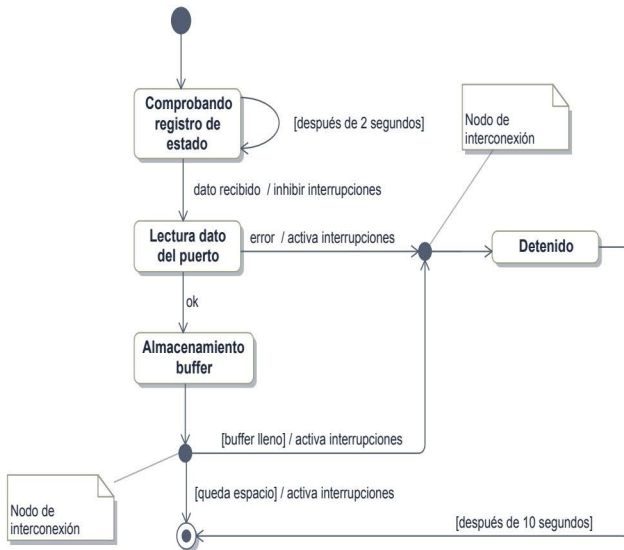 Comprobando
registro de
estado
[después de 2 segundos]
Nodo de
interconexión
dato recibido / inhibir interrupciones
Lectura dato
del puerto
error / activa interrupciones
Detenido
ok
Almacenamiento
buffer
[buffer lleno] / activa interrupciones
Nodo de
interconexión
[queda espacio] / activa interrupciones
[después de 10 segundos]